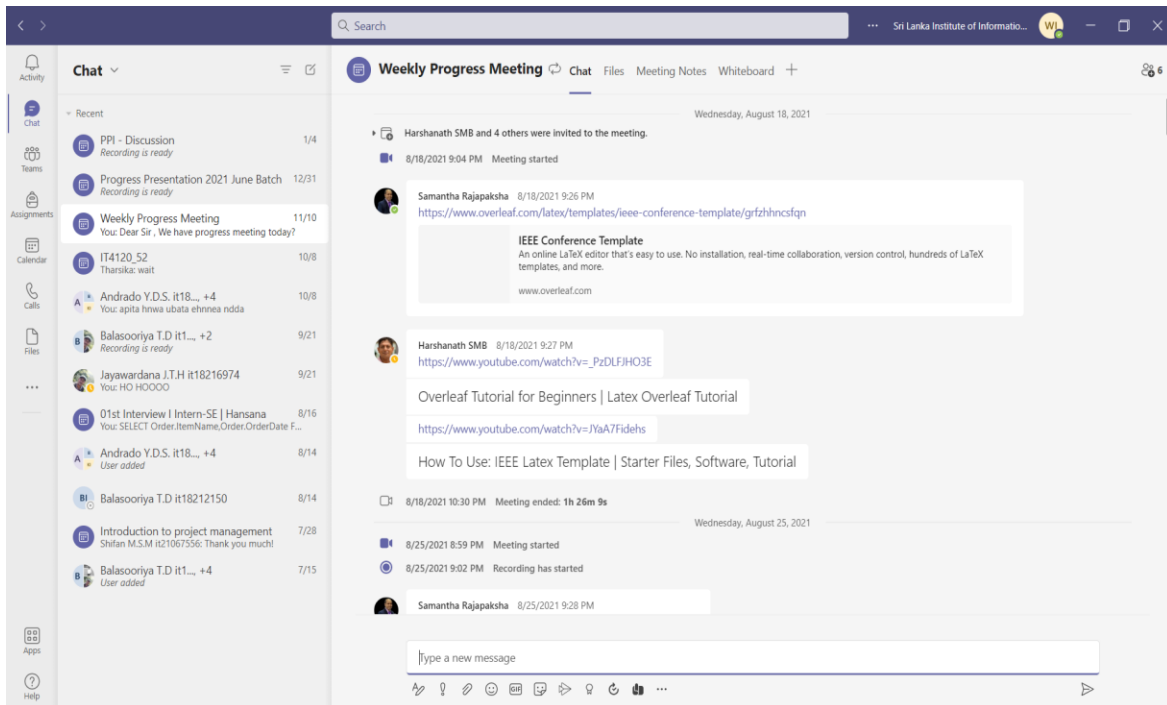 Search
Sri Lanka Institute of Informatio...
WI
Activity
Chat
Teams
Assignments
Calendar
Calls
Files
Apps
Help
Chat
Recent
PPI - Discussion 1/4
Recording is ready
Progress Presentation 2021 June Batch 12/31
Recording is ready
Weekly Progress Meeting 11/10
You: Dear Sir , We have progress meeting today?
IT4120_S2 10/8
Tharsika: wait
A
Andrado Y.D.S. it18..., +4 10/8
You: apita hnwa ubata ehnnea ndda
B
Balasooriya T.D it1..., +2 9/21
Recording is ready
Jayawardana J.T.H it18216974 9/21
You: HO HOOOO
01st Interview I Intern-SE | Hansana 8/16
You: SELECT Order.ItemName,Order.OrderDate F...
A
Andrado Y.D.S. it18..., +4 8/14
User added
BI
Balasooriya T.D it18212150 8/14
Introduction to project management 7/28
Shifan M.S.M it21067556: Thank you much!
B
Balasooriya T.D it1..., +4 7/15
User added
Weekly Progress Meeting Chat Files Meeting Notes Whiteboard 6
Wednesday, August 18, 2021
Harshanath SMB and 4 others were invited to the meeting.
8/18/2021 9:04 PM Meeting started
Samantha Rajapaksha 8/18/2021 9:26 PM
https://www.overleaf.com/latex/templates/ieee-conference-template/grfzhhncsfqn
IEEE Conference Template
An online LaTeX editor that's easy to use. No installation, real-time collaboration, version control, hundreds of LaTeX
templates, and more.
www.overleaf.com
Harshanath SMB 8/18/2021 9:27 PM
https://www.youtube.com/watch?v=_PzDLFJHO3E
Overleaf Tutorial for Beginners | Latex Overleaf Tutorial
https://www.youtube.com/watch?v=JYaA7Fidehs
How To Use: IEEE Latex Template | Starter Files, Software, Tutorial
8/18/2021 10:30 PM Meeting ended: 1h 26m 9s
Wednesday, August 25, 2021
8/25/2021 8:59 PM Meeting started
8/25/2021 9:02 PM Recording has started
Samantha Rajapaksha 8/25/2021 9:28 PM
Type a new message
GIF